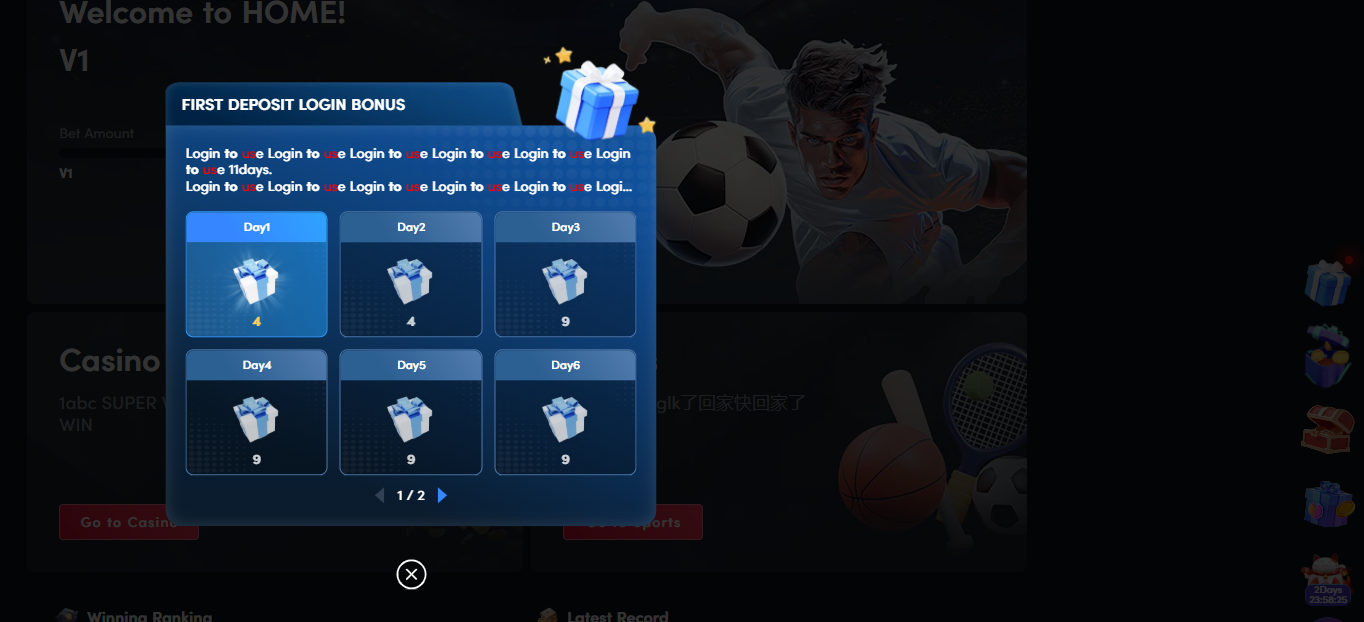 Welcome to HOME!
V1
FIRST DEPOSIT LOGIN BONUS
Bet Amount
V1
Login to use Login to use Login to use Login to use Login to use Login
to use 11days.
Login to use Login to use Login to use Login to use Login to use Logi...
Day1
Day2
Day3
4
4
9
Day4
Day5
Day6
9
9
9
1 / 2
Casino
1abc SUPER
WIN
glk了回家快回家了
Go to Casino
Go to Sports
2Days
23:58:25
Winning Ranking
Latest Record